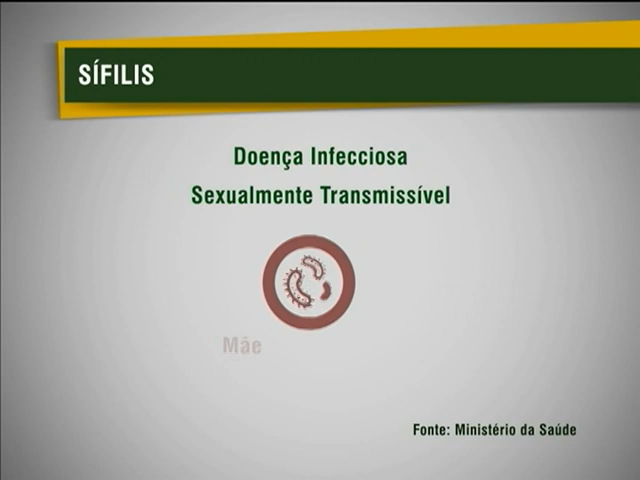 SÍFILIS
Doença Infecciosa
Sexualmente Transmissível
Mãe
Fonte: Ministério da Saúde